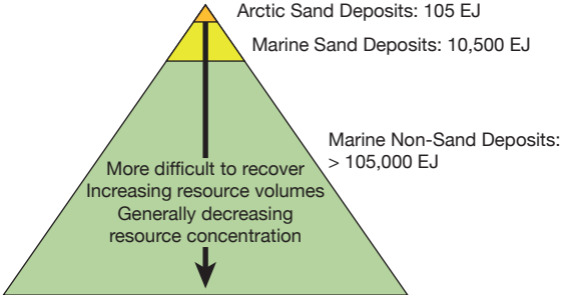 Arctic Sand Deposits: 105 EJ
Marine Sand Deposits: 10,500 EJ
Marine Non-Sand Deposits:
> 105,000 EJ
More difficult to recover
Increasing resource volumes
Generally decreasing
resource concentration